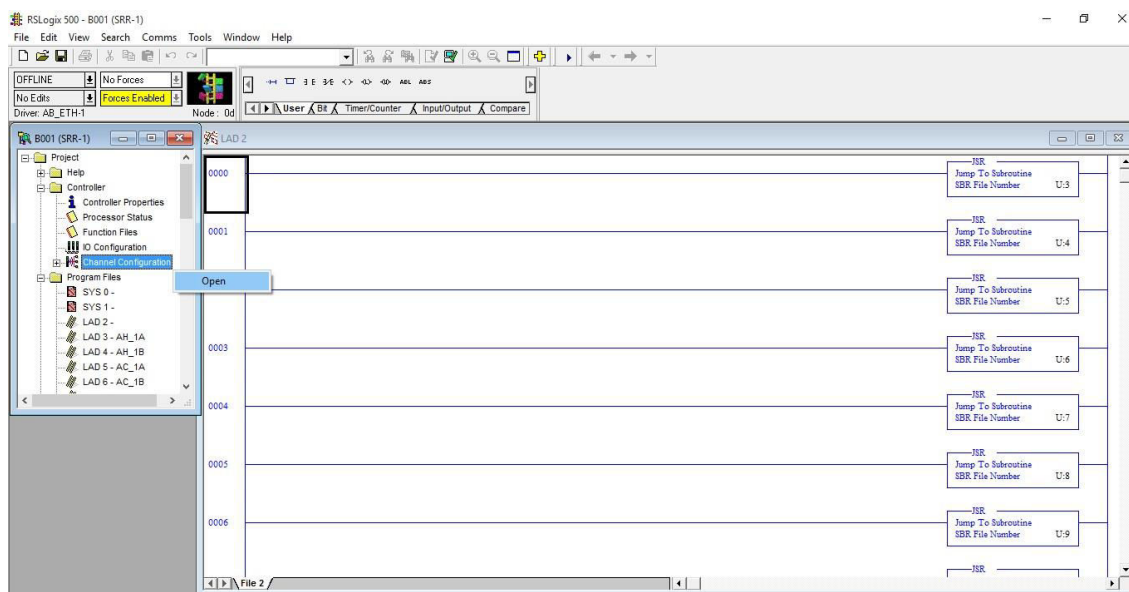 RSLogix 500 - B001 (SRR-1)
File Edit View Search Comms Tools Window Help
OFFLINE No Forces
No Edits Forces Enabled
Driver: AB_ETH-1 Node : 0d
ABL ABS
User Bit Timer/Counter Input/Output Compare
B001 (SRR-1)
Project
Help
Controller
Controller Properties
Processor Status
Function Files
IO Configuration
Channel Configuration
Open
Program Files
SYS 0 -
SYS 1 -
LAD 2 -
LAD 3 - AH_1A
LAD 4 - AH_1B
LAD 5 - AC_1A
LAD 6 - AC_1B
LAD 2
0000
JSR
Jump To Subroutine
SBR File Number U:3
0001
JSR
Jump To Subroutine
SBR File Number U:4
JSR
Jump To Subroutine
SBR File Number U:5
0003
JSR
Jump To Subroutine
SBR File Number U:6
0004
JSR
Jump To Subroutine
SBR File Number U:7
0005
JSR
Jump To Subroutine
SBR File Number U:8
0006
JSR
Jump To Subroutine
SBR File Number U:9
JSR
File 2